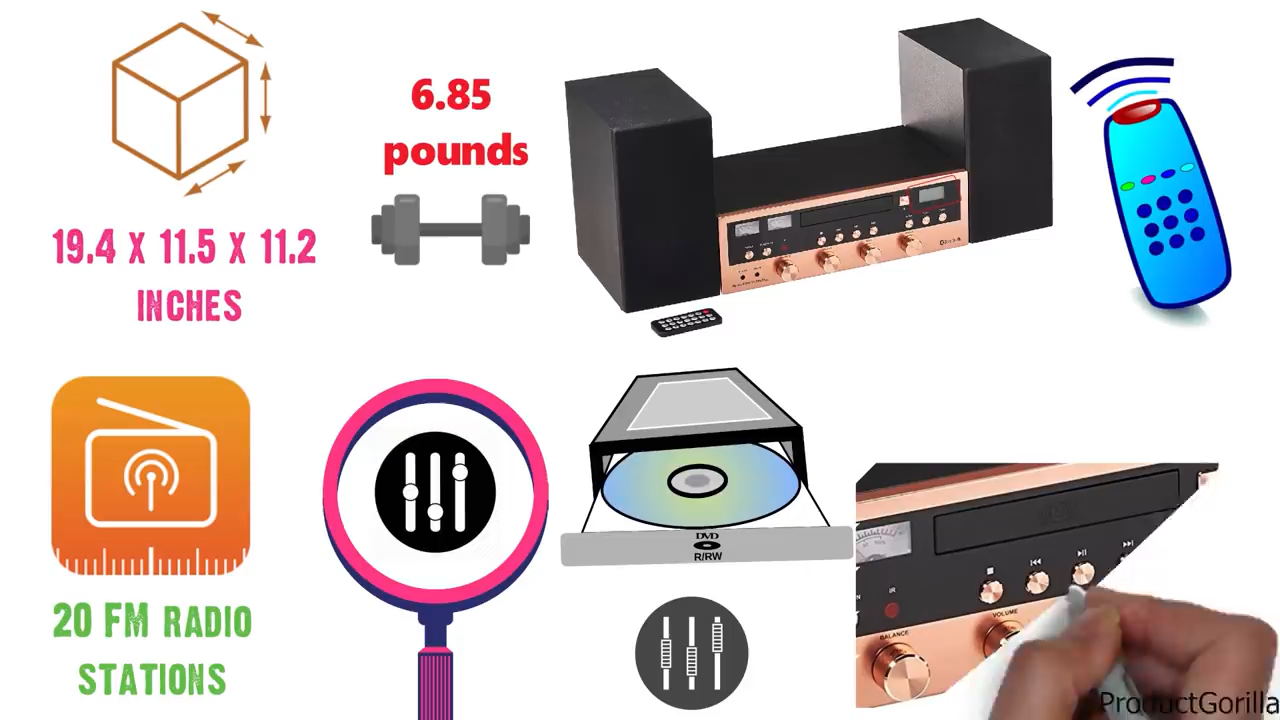 6.85
pounds
19.4 x 11.5 x 11.2
INCHES
20 FM RADIO
STATIONS
DVD
R/RW
IR
VOLUME
BALANCE
ProductGorilla